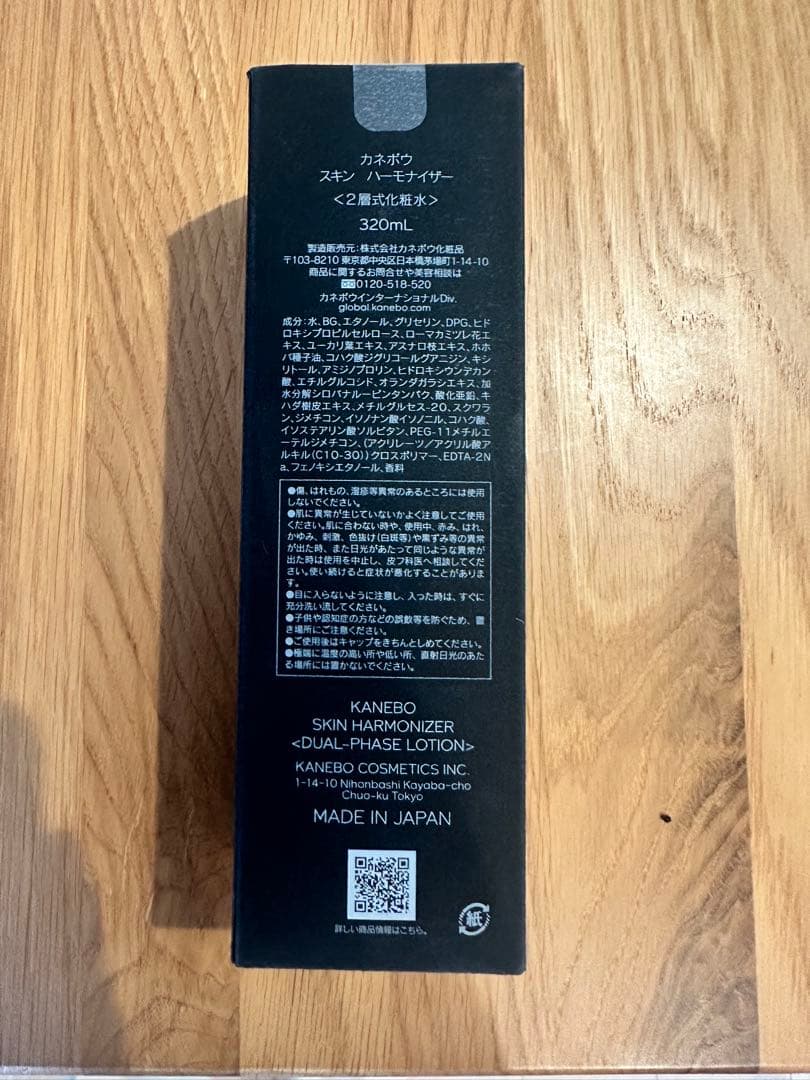 カネボウ
スキン ハーモナイザー
＜2層式化粧水＞
320mL
製造販売元：株式会社カネボウ化粧品
〒103-8210 東京都中央区日本橋茅場町1-14-10
商品に関するお問合せや美容相談は
0120-518-520
カネボウインターナショナルDiv.
global.kanebo.com
成分：水、BG、エタノール、グリセリン、DPG、ヒド
ロキシプロピルセルロース、ローマカミツレ花エ
キス、ユーカリ葉エキス、アスナロ枝エキス、ホホ
バ種子油、コハク酸ジグリコールグアニジン、キシ
リトール、アミジノプロリン、ヒドロキシウンデカン
酸、エチルグルコシド、オランダガラシエキス、加
水分解シロバナルーピンタンパク、酸化亜鉛、キ
ハダ樹皮エキス、メチルグルセス-20、スクワラ
ン、ジメチコン、イソノナン酸イソノニル、コハク酸、
イソステアリン酸ソルビタン、PEG-11メチルエ
ーテルジメチコン、（アクリレーツ／アクリル酸ア
ルキル（C10-30））クロスポリマー、EDTA-2N
a、フェノキシエタノール、香料
●傷、はれもの、湿疹等異常のあるところには使用
しないでください。
●肌に異常が生じていないかよく注意してご使用
ください。肌に合わない時や、使用中、赤み、はれ、
かゆみ、刺激、色抜け（白斑等）や黒ずみ等の異常
が出た時、また日光があたって同じような異常が
出た時は使用を中止し、皮フ科医へ相談してくだ
さい。使い続けると症状が悪化することがありま
す。
●目に入らないように注意し、入った時は、すぐに
充分洗い流してください。
●子供や認知症の方などの誤飲等を防ぐため、置
き場所にご注意ください。
●ご使用後はキャップをきちんとしめてください。
●極端に温度の高い所や低い所、直射日光のあた
る場所には置かないでください。
KANEBO
SKIN HARMONIZER
<DUAL-PHASE LOTION>
KANEBO COSMETICS INC.
1-14-10 Nihonbashi Kayaba-cho
Chuo-ku Tokyo
MADE IN JAPAN
詳しい商品情報はこちら。
紙